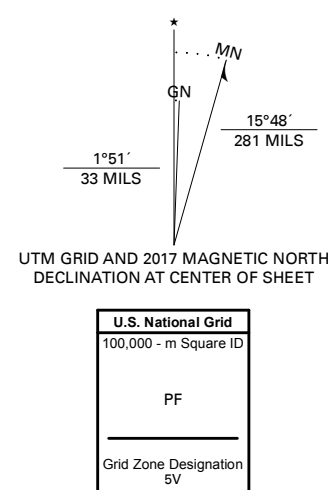 ★
MN
GN
15°48´
281 MILS
1°51´
33 MILS
UTM GRID AND 2017 MAGNETIC NORTH
DECLINATION AT CENTER OF SHEET
U.S. National Grid
100,000 - m Square ID
PF
Grid Zone Designation
5V